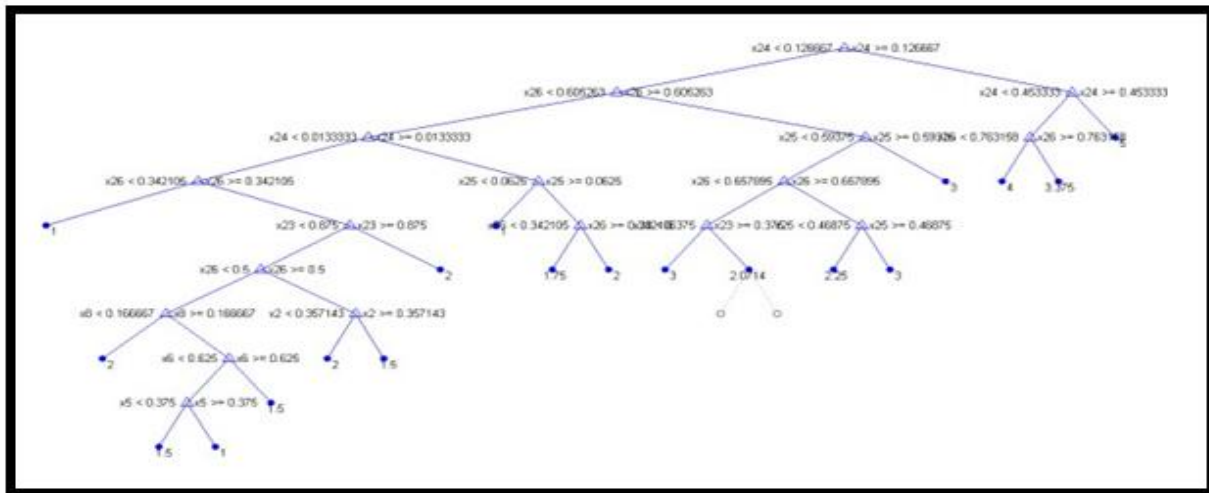 x24 < 0.126667 x24 >= 0.126667
x26 < 0.605263 x26 >= 0.605263 x24 < 0.453333 x24 >= 0.453333
x24 < 0.0133333 x24 >= 0.0133333 x25 < 0.59375 x25 >= 0.59375 x26 < 0.763158 x26 >= 0.763158 5
x26 < 0.342105 x26 >= 0.342105 x25 < 0.0625 x25 >= 0.0625 x26 < 0.657895 x26 >= 0.657895 3 4 3.375
1 x23 < 0.875 x23 >= 0.875 1 < 0.342105 x26 >= 0.342105 x23 >= 0.375 x25 < 0.46875 x25 >= 0.46875
x26 < 0.5 x26 >= 0.5 2 1.75 2 3 2.0714 2.25 3
x8 < 0.166667 x8 >= 0.166667 x2 < 0.357143 x2 >= 0.357143
2 x6 < 0.625 x6 >= 0.625 2 1.5
x5 < 0.375 x5 >= 0.375 1.5
1.5 1